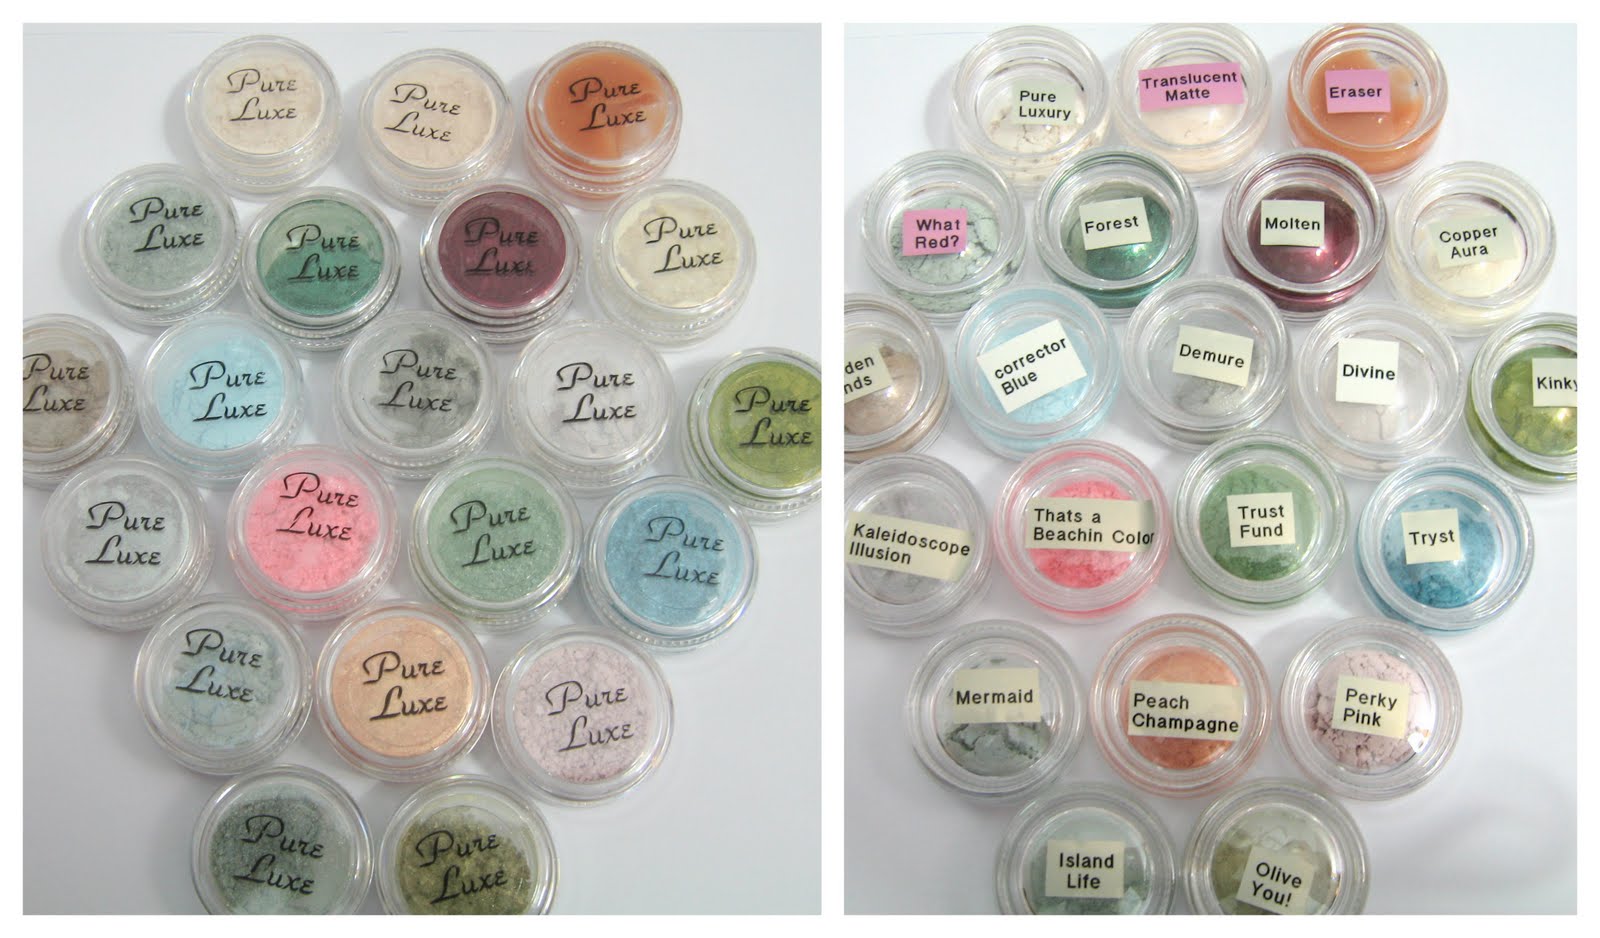 Pure
Luxe
Pure
Luxe
Pure
Luxe
Pure
Luxe
Pure
Luxe
Pure
Luxe
Pure
Luxe
Pure
Luxe
Pure
Luxe
Pure
Luxe
Pure
Luxe
Pure
Luxe
Pure
Luxe
Pure
Luxe
Pure
Luxe
Pure
Luxe
Pure
Luxe
Pure
Luxe
Pure
Luxe
Pure
Luxe
Pure
Luxe
Pure
Luxury
Translucent
Matte
Eraser
What
Red?
Forest
Molten
Copper
Aura
den
nds
corrector
Blue
Demure
Divine
Kinky
Kaleidoscope
Illusion
Thats a
Beachin Color
Trust
Fund
Tryst
Mermaid
Peach
Champagne
Perky
Pink
Island
Life
Olive
You!